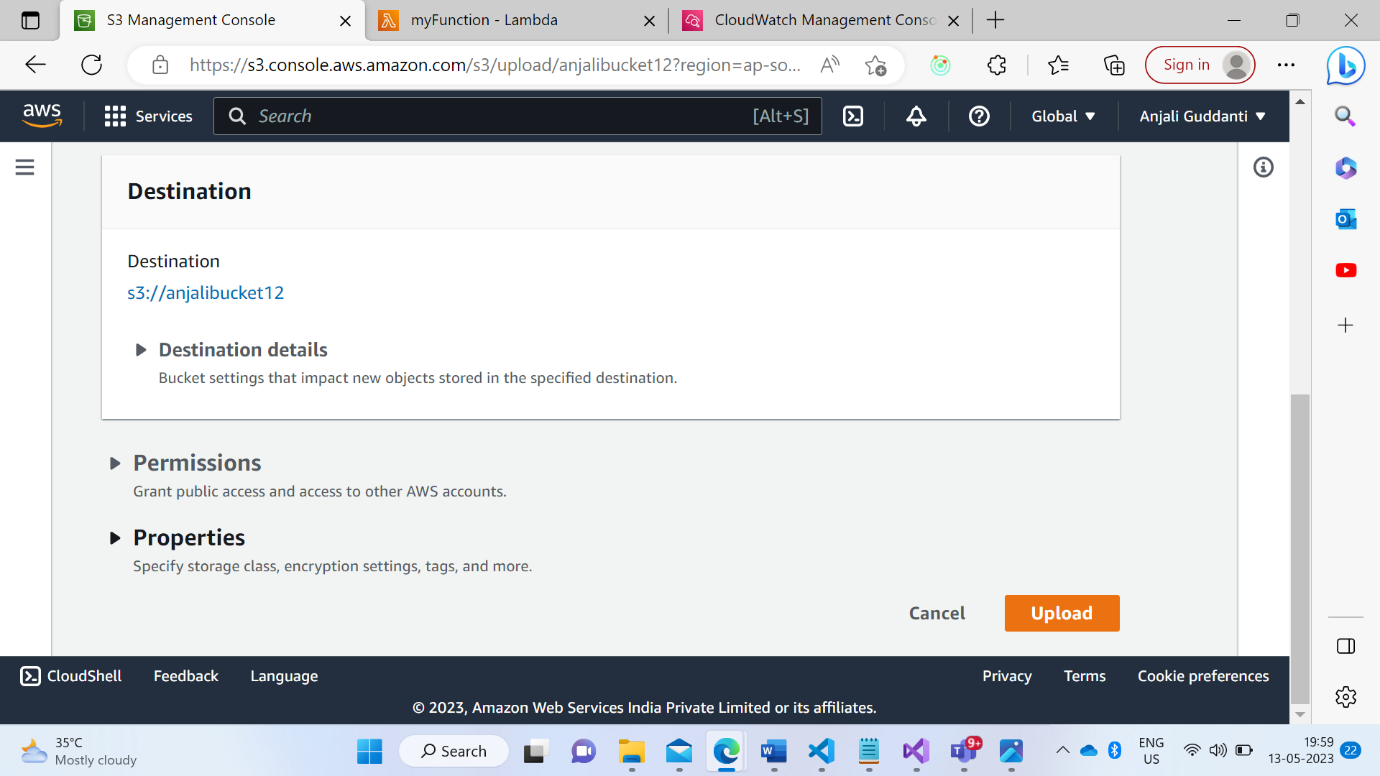 S3 Management Console
myFunction - Lambda
CloudWatch Management Conso
https://s3.console.aws.amazon.com/s3/upload/anjalibucket12?region=ap-so...
Sign in
aws
Services
Search
[Alt+S]
Global
Anjali Guddanti
Destination
Destination
s3://anjalibucket12
Destination details
Bucket settings that impact new objects stored in the specified destination.
Permissions
Grant public access and access to other AWS accounts.
Properties
Specify storage class, encryption settings, tags, and more.
Cancel
Upload
CloudShell
Feedback
Language
Privacy
Terms
Cookie preferences
© 2023, Amazon Web Services India Private Limited or its affiliates.
35°C
Mostly cloudy
Search
9+
ENG
US
19:59
13-05-2023
22